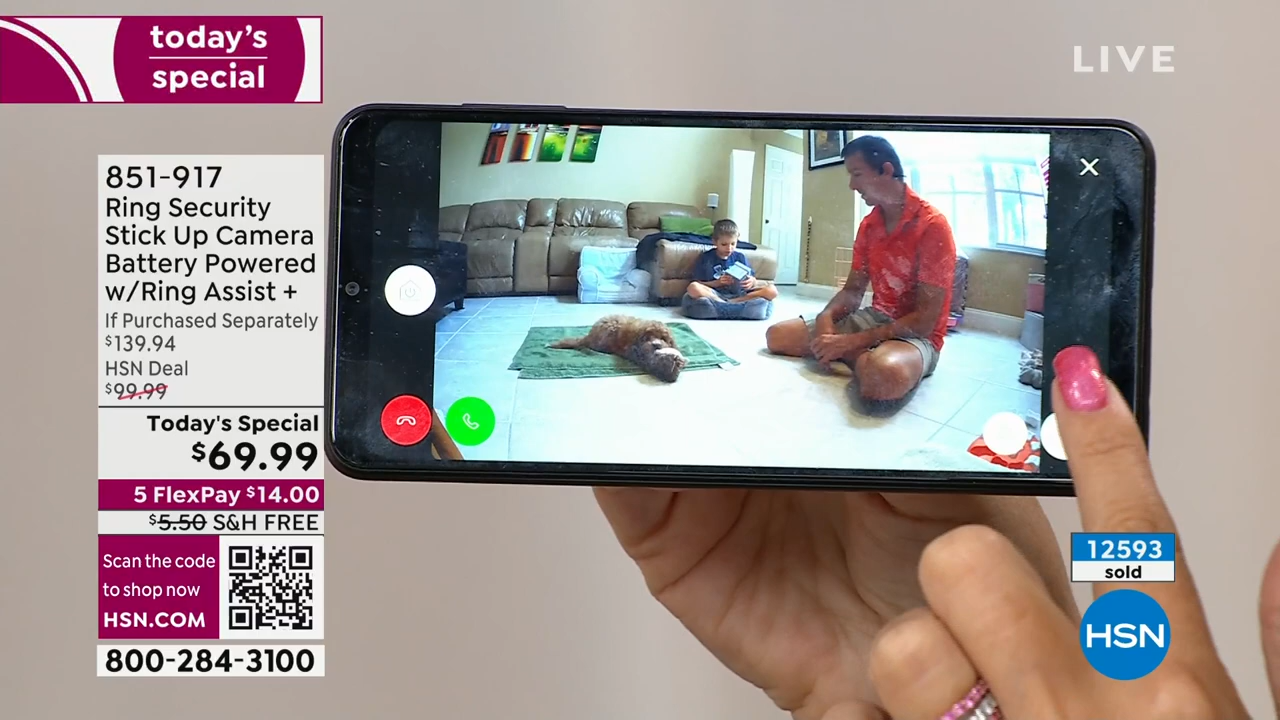 today's
special
LIVE
851-917
Ring Security
Stick Up Camera
Battery Powered
w/Ring Assist +
If Purchased Separately
$139.94
HSN Deal
$99.99
Today's Special
$69.99
5 FlexPay $14.00
$5.50 S&H FREE
Scan the code
to shop now
HSN.COM
800-284-3100
12593
sold
HSN